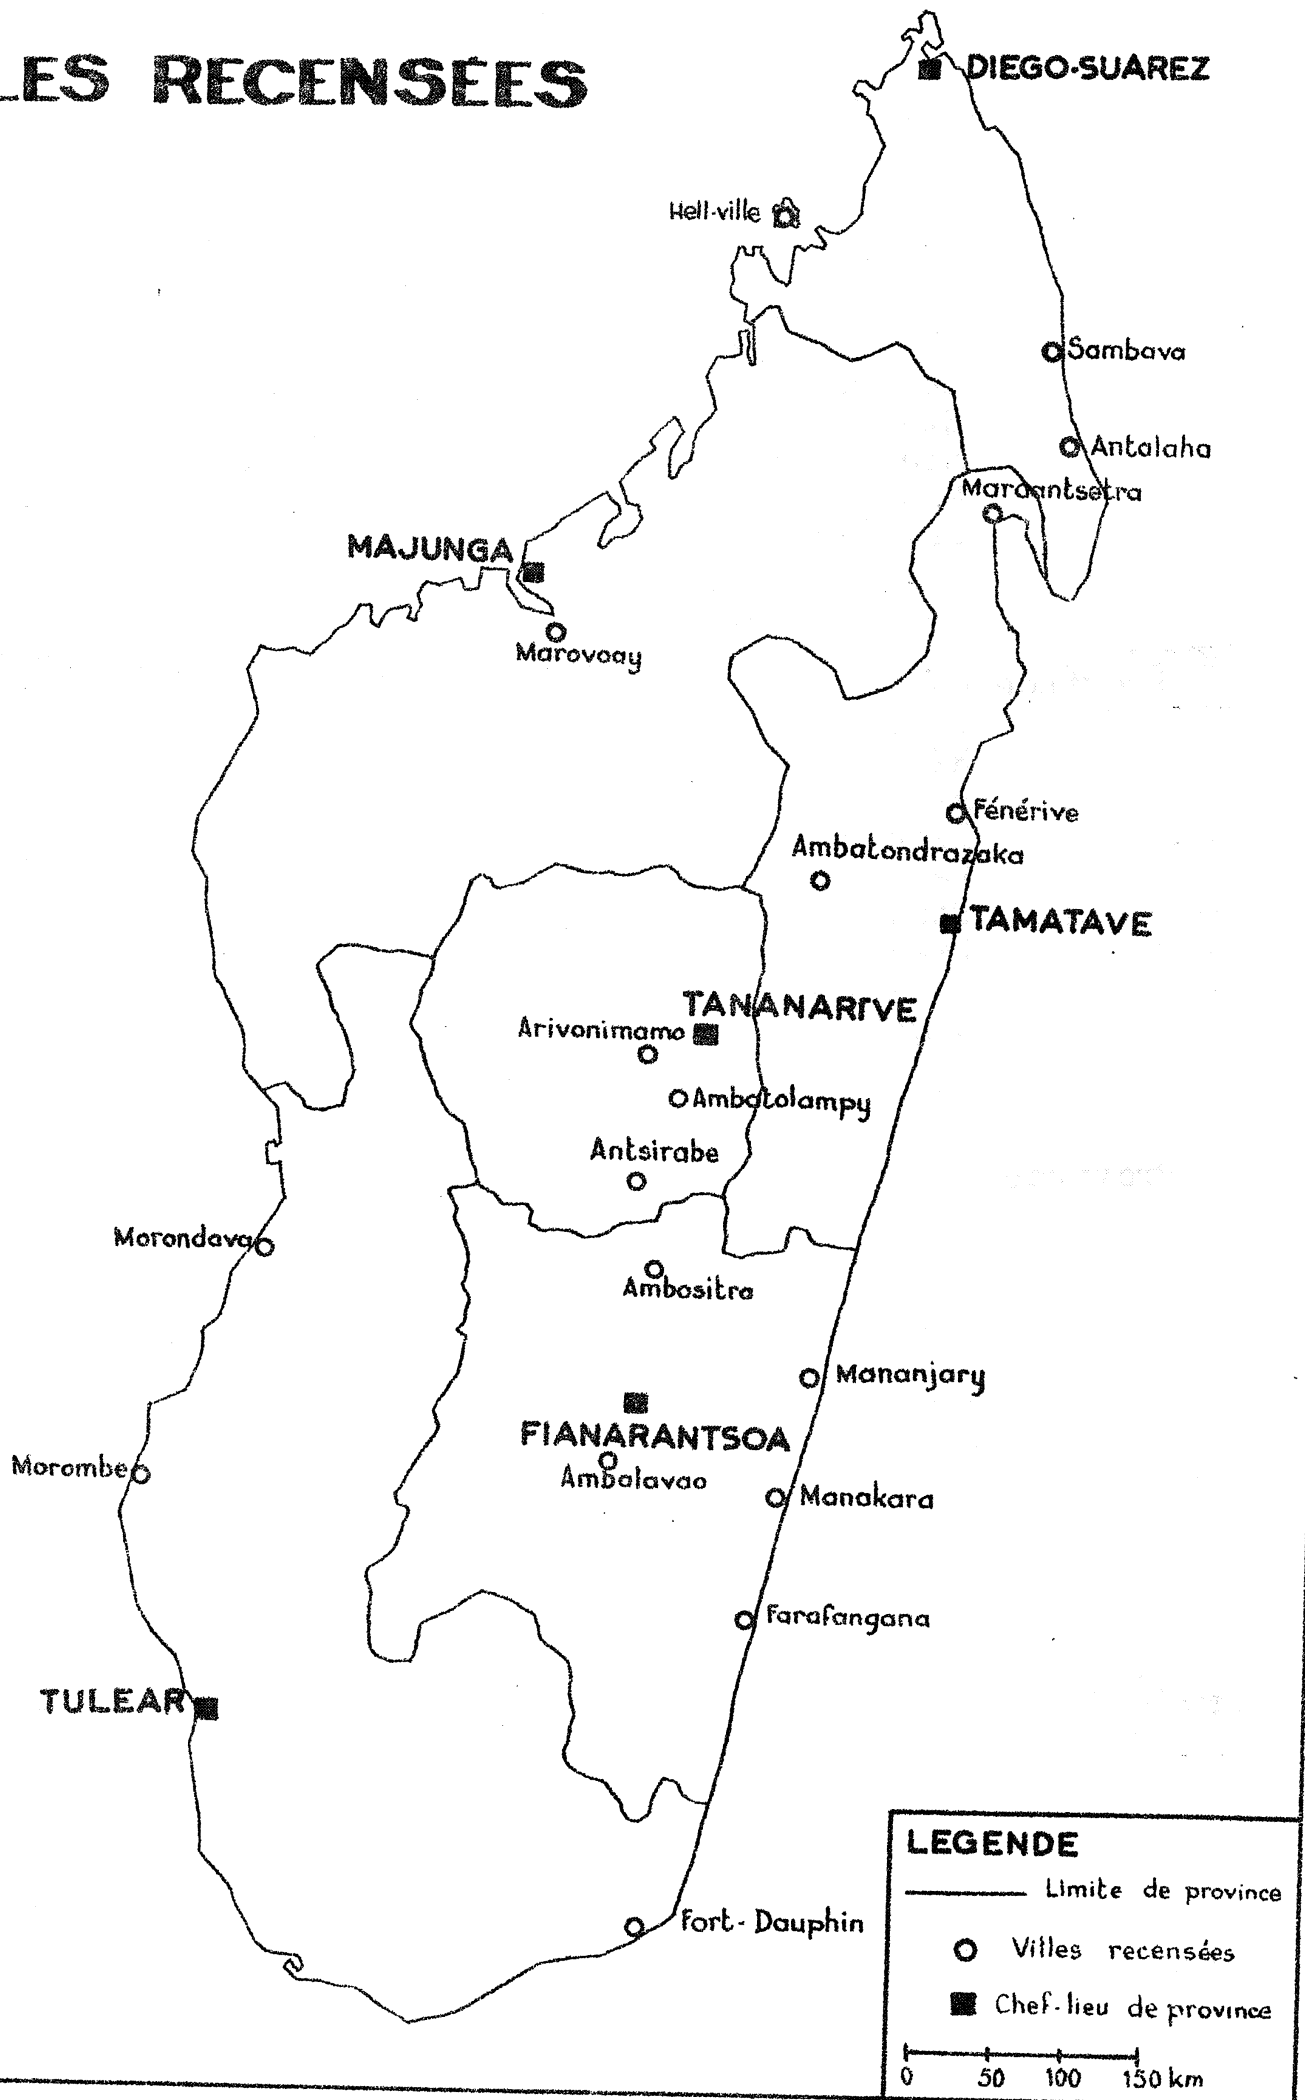 LES RECENSÉES
DIEGO-SUAREZ
Hell-ville
Sambava
Antalaha
Maroantsetra
MAJUNGA
Marovoay
Fénérive
Ambatondrazaka
TAMATAVE
TANANARIVE
Arivonimamo
Ambatolampy
Antsirabe
Morondava
Ambositra
Mananjary
FIANARANTSOA
Morombe
Ambalavao
Manakara
Farafangana
TULEAR
Fort-Dauphin
LEGENDE
Limite de province
Villes recensées
Chef-lieu de province
0 50 100 150 km